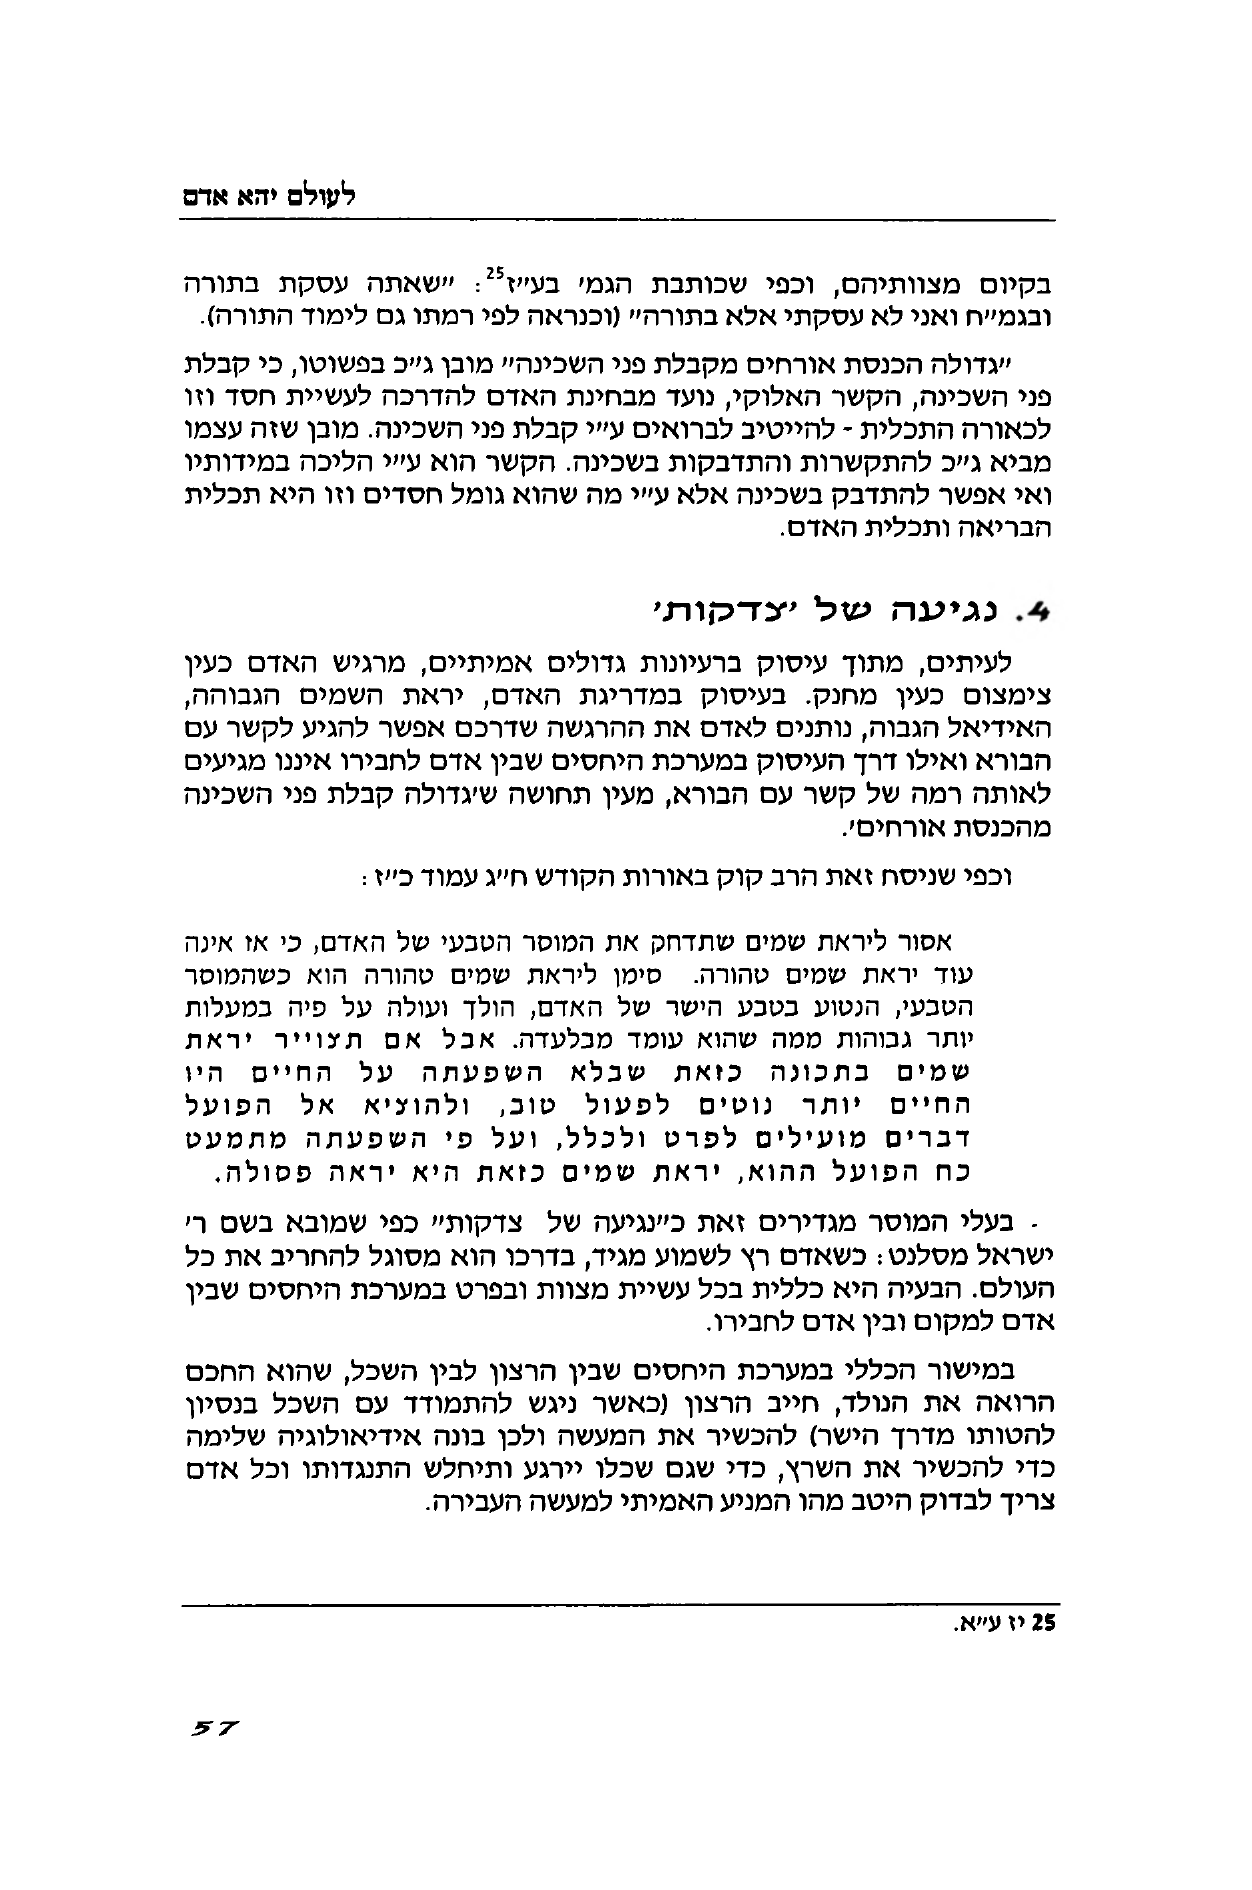 לעולם יהא אדם
בקיום מצוותיהם, וכפי שכותבת הגמ' בע"ז25: "שאתה עסקת בתורה
ובגמ"ח ואני לא עסקתי אלא בתורה" (וכנראה לפי רמתו גם לימוד התורה).
"גדולה הכנסת אורחים מקבלת פני השכינה" מובן ג"כ בפשוטו, כי קבלת
פני השכינה, הקשר האלוקי, נועד מבחינת האדם להדרכה לעשיית חסד וזו
לכאורה התכלית - להייטיב לברואים ע"י קבלת פני השכינה. מובן שזה עצמו
מביא ג"כ להתקשרות והתדבקות בשכינה. הקשר הוא ע"י הליכה במידותיו
ואי אפשר להתדבק בשכינה אלא ע"י מה שהוא גומל חסדים וזו היא תכלית
הבריאה ותכלית האדם.
4. נגיעה של 'צדקות'
לעיתים, מתוך עיסוק ברעיונות גדולים אמיתיים, מרגיש האדם כעין
צימצום כעין מחנק. בעיסוק במדריגת האדם, יראת השמים הגבוהה,
האידיאל הגבוה, נותנים לאדם את ההרגשה שדרכם אפשר להגיע לקשר עם
הבורא ואילו דרך העיסוק במערכת היחסים שבין אדם לחבירו איננו מגיעים
לאותה רמה של קשר עם הבורא, מעין תחושה ש'גדולה קבלת פני השכינה
מהכנסת אורחים'.
וכפי שניסח זאת הרב קוק באורות הקודש ח"ג עמוד כ"ז:
אסור ליראת שמים שתדחק את המוסר הטבעי של האדם, כי אז אינה
עוד יראת שמים טהורה. סימן ליראת שמים טהורה הוא כשהמוסר
הטבעי, הנטוע בטבע הישר של האדם, הולך ועולה על פיה במעלות
יותר גבוהות ממה שהוא עומד מבלעדה. אבל אם תצוייר יראת
שמים בתכונה כזאת שבלא השפעתה על החיים היו
החיים יותר נוטים לפעול טוב, ולהוציא אל הפועל
דברים מועילים לפרט ולכלל, ועל פי השפעתה מתמעט
כח הפועל ההוא, יראת שמים כזאת היא יראה פסולה.
- בעלי המוסר מגדירים זאת כ"נגיעה של צדקות" כפי שמובא בשם ר'
ישראל מסלנט: כשאדם רץ לשמוע מגיד, בדרכו הוא מסוגל להחריב את כל
העולם. הבעיה היא כללית בכל עשיית מצוות ובפרט במערכת היחסים שבין
אדם למקום ובין אדם לחבירו.
במישור הכללי במערכת היחסים שבין הרצון לבין השכל, שהוא החכם
הרואה את הנולד, חייב הרצון (כאשר ניגש להתמודד עם השכל בנסיון
להטותו מדרך הישר) להכשיר את המעשה ולכן בונה אידיאולוגיה שלימה
כדי להכשיר את השרץ, כדי שגם שכלו יירגע ותיחלש התנגדותו וכל אדם
צריך לבדוק היטב מהו המניע האמיתי למעשה העבירה.
25 יז ע"א.
57